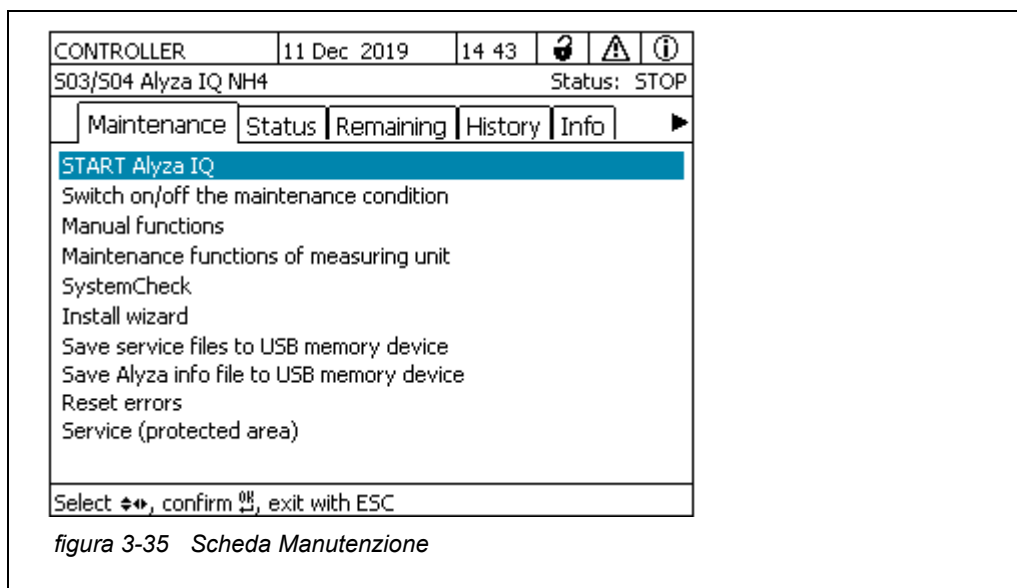 CONTROLLER 11 Dec 2019 14 43
S03/S04 Alyza IQ NH4 Status: STOP
Maintenance Status Remaining History Info
START Alyza IQ
Switch on/off the maintenance condition
Manual functions
Maintenance functions of measuring unit
SystemCheck
Install wizard
Save service files to USB memory device
Save Alyza info file to USB memory device
Reset errors
Service (protected area)
Select , confirm OK, exit with ESC
figura 3-35 Scheda Manutenzione